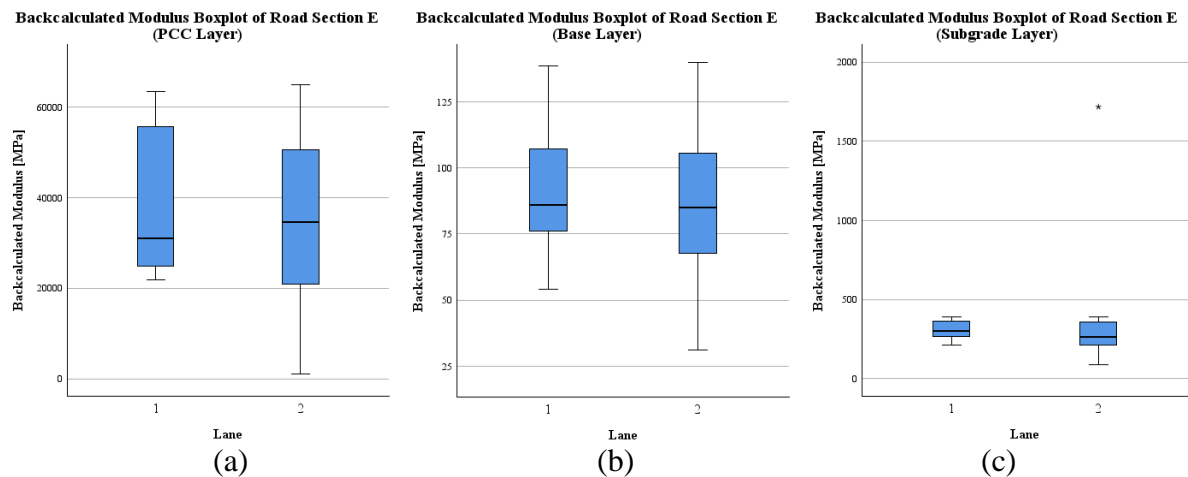 Backcalculated Modulus Boxplot of Road Section E
(PCC Layer)
Backcalculated Modulus [MPa]
60000
40000
20000
0
1
2
Lane
(a)
Backcalculated Modulus Boxplot of Road Section E
(Base Layer)
Backcalculated Modulus [MPa]
125
100
75
50
25
1
2
Lane
(b)
Backcalculated Modulus Boxplot of Road Section E
(Subgrade Layer)
Backcalculated Modulus [MPa]
2000
1500
1000
500
0
*
1
2
Lane
(c)